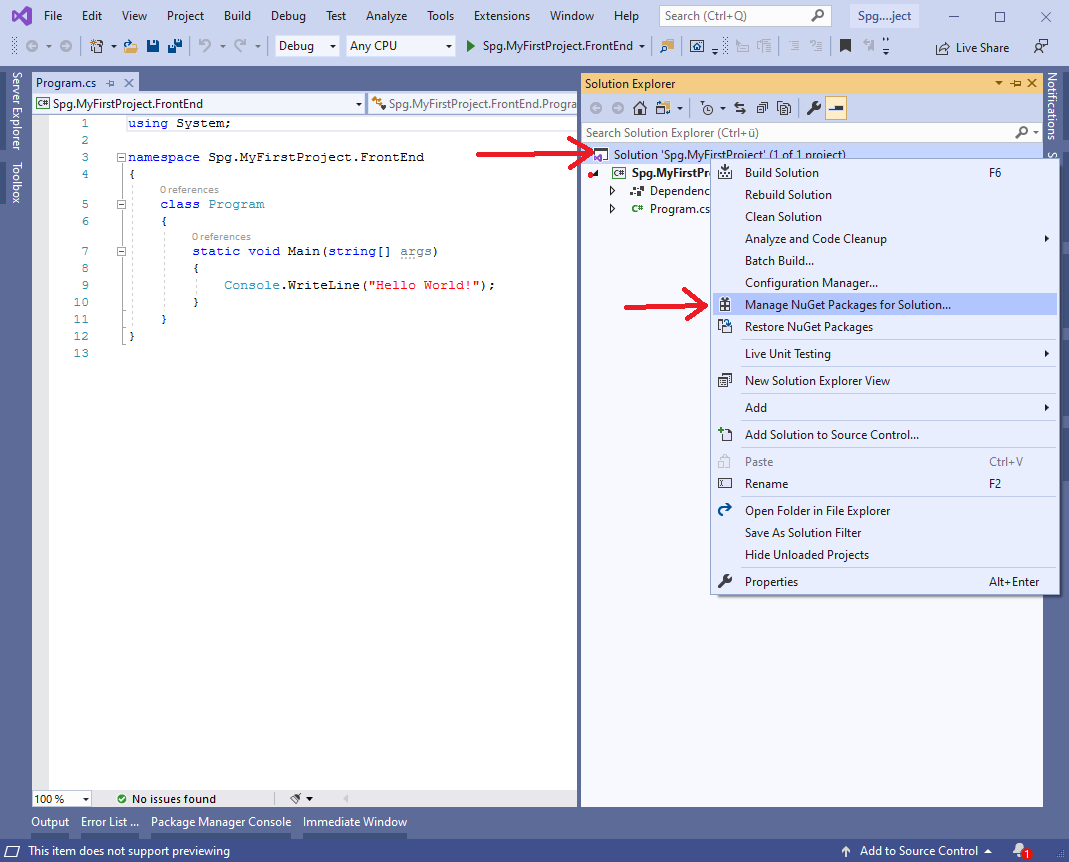 File Edit View Project Build Debug Test Analyze Tools Extensions Window Help Search (Ctrl+Q) Spg....ject
Debug Any CPU Spg.MyFirstProject.FrontEnd Live Share
Server Explorer
Toolbox
Program.cs
Spg.MyFirstProject.FrontEnd Spg.MyFirstProject.FrontEnd.Progra
1 using System;
2
3 namespace Spg.MyFirstProject.FrontEnd
4 {
0 references
5 class Program
6 {
0 references
7 static void Main(string[] args)
8 {
9 Console.WriteLine("Hello World!");
10 }
11 }
12 }
13
100 % No issues found
Solution Explorer
Search Solution Explorer (Ctrl+ü)
Solution 'Spg.MyFirstProject' (1 of 1 project)
Spg.MyFirstPr
Dependenc
Program.cs
Build Solution F6
Rebuild Solution
Clean Solution
Analyze and Code Cleanup
Batch Build...
Configuration Manager...
Manage NuGet Packages for Solution...
Restore NuGet Packages
Live Unit Testing
New Solution Explorer View
Add
Add Solution to Source Control...
Paste Ctrl+V
Rename F2
Open Folder in File Explorer
Save As Solution Filter
Hide Unloaded Projects
Properties Alt+Enter
Notifications
S
Output Error List ... Package Manager Console Immediate Window
This item does not support previewing Add to Source Control 1